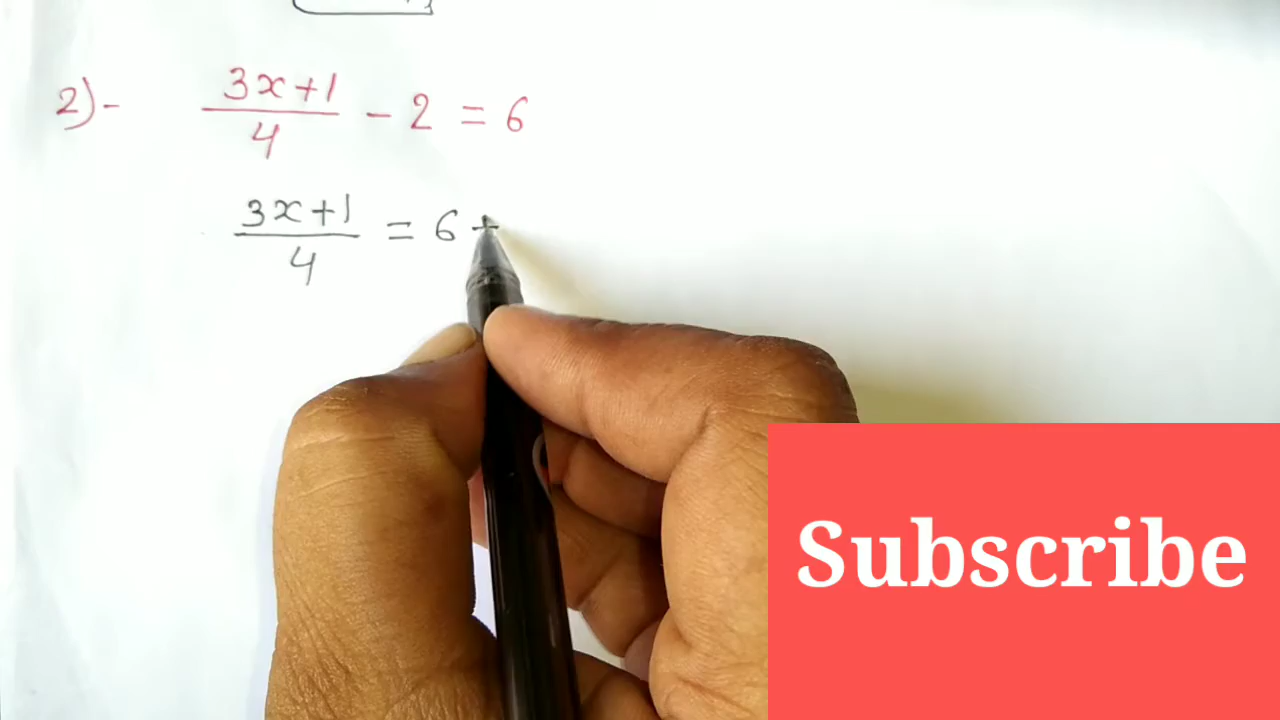 2)- (3x+1)/4 - 2 = 6
(3x+1)/4 = 6 +
Subscribe